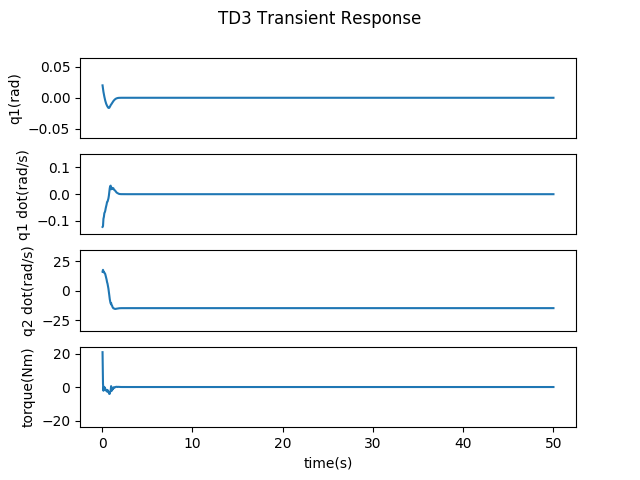 TD3 Transient Response
q1(rad)
0.05
0.00
−0.05
q1 dot(rad/s)
0.1
0.0
−0.1
q2 dot(rad/s)
25
0
−25
torque(Nm)
20
0
−20
0 10 20 30 40 50
time(s)